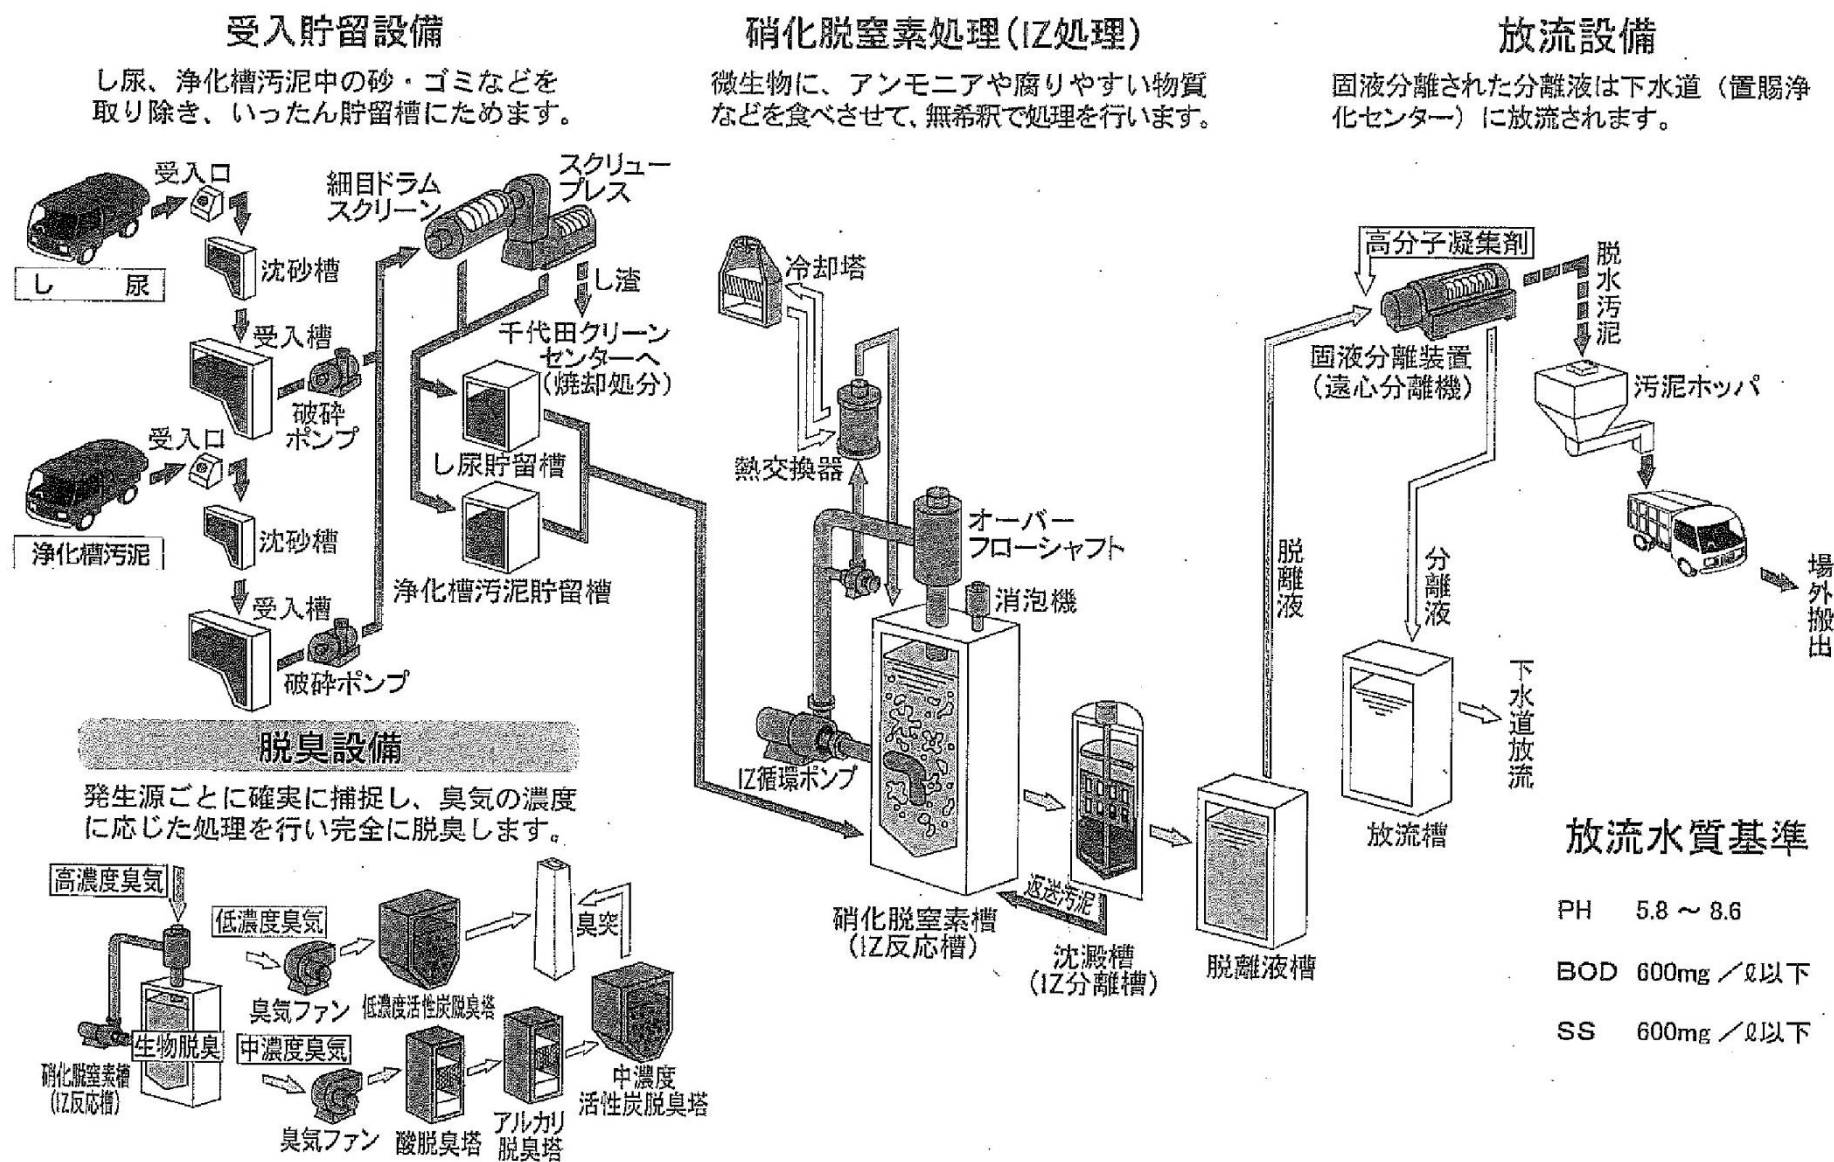 受入貯留設備
し尿、浄化槽汚泥中の砂・ゴミなどを
取り除き、いったん貯留槽にためます。
受入口
し　尿
沈砂槽
受入槽
破砕
ポンプ
細目ドラム
スクリーン
スクリュー
プレス
し渣
千代田クリーン
センターへ
(焼却処分)
し尿貯留槽
浄化槽汚泥貯留槽
受入口
浄化槽汚泥
沈砂槽
受入槽
破砕ポンプ
脱臭設備
発生源ごとに確実に捕捉し、臭気の濃度
に応じた処理を行い完全に脱臭します。
高濃度臭気
生物脱臭
硝化脱窒素槽
(IZ反応槽)
低濃度臭気
臭気ファン
低濃度活性炭脱臭塔
臭突
中濃度臭気
臭気ファン
酸脱臭塔
アルカリ
脱臭塔
中濃度
活性炭脱臭塔
硝化脱窒素処理(IZ処理)
微生物に、アンモニアや腐りやすい物質
などを食べさせて、無希釈で処理を行います。
冷却塔
熱交換器
オーバー
フローシャフト
消泡機
IZ循環ポンプ
硝化脱窒素槽
(IZ反応槽)
返送汚泥
沈澱槽
(IZ分離槽)
脱離液槽
放流設備
固液分離された分離液は下水道（置賜浄
化センター）に放流されます。
高分子凝集剤
脱水汚泥
固液分離装置
(遠心分離機)
汚泥ホッパ
脱離液
分離液
場外搬出
放流槽
下水道放流
放流水質基準
PH 5.8 ～ 8.6
BOD 600mg ／ℓ以下
SS 600mg ／ℓ以下